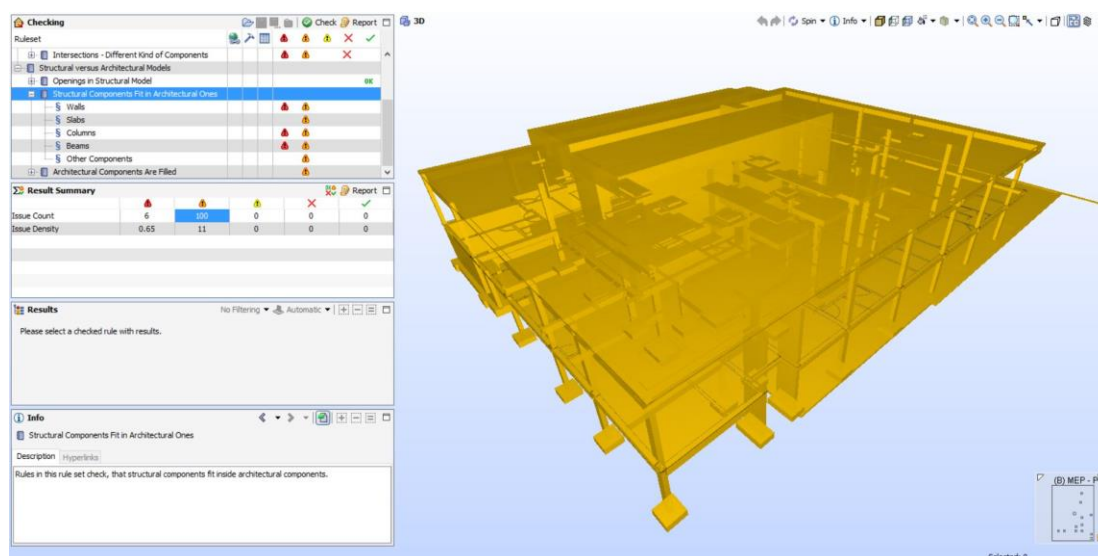 Checking
Check
Report
3D
Spin
Info
Ruleset
Intersections - Different Kind of Components
Structural versus Architectural Models
Openings in Structural Model
OK
Structural Components Fit in Architectural Ones
§ Walls
§ Slabs
§ Columns
§ Beams
§ Other Components
Architectural Components Are Filled
Result Summary
Report
Issue Count 6 100 0 0 0
Issue Density 0.65 11 0 0 0
Results
No Filtering
Automatic
Please select a checked rule with results.
Info
Structural Components Fit in Architectural Ones
Description
Hyperlinks
Rules in this rule set check, that structural components fit inside architectural components.
(B) MEP - P